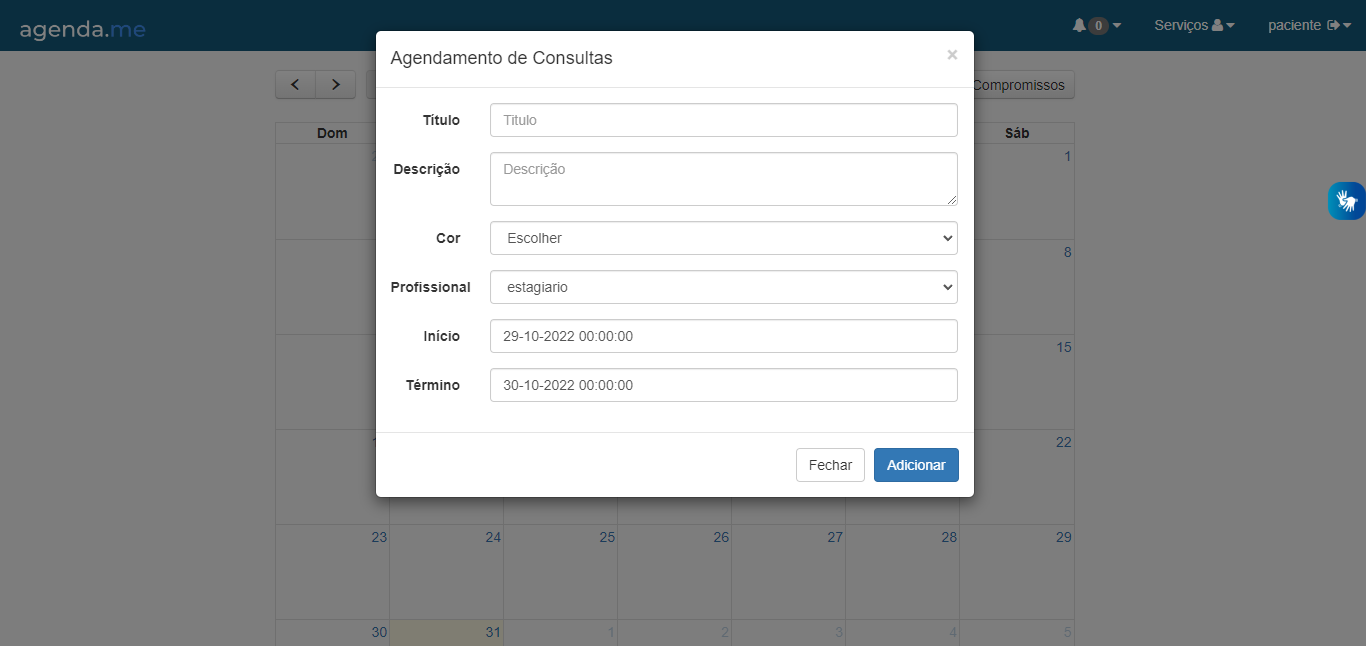 agenda.me
0
Serviços
paciente
Agendamento de Consultas
×
Compromissos
Título
Título
Descrição
Descrição
Cor
Escolher
Profissional
estagiario
Início
29-10-2022 00:00:00
Término
30-10-2022 00:00:00
Fechar
Adicionar
Dom
Sáb
1
8
15
22
23
24
25
26
27
28
29
30
31
1
2
3
4
5